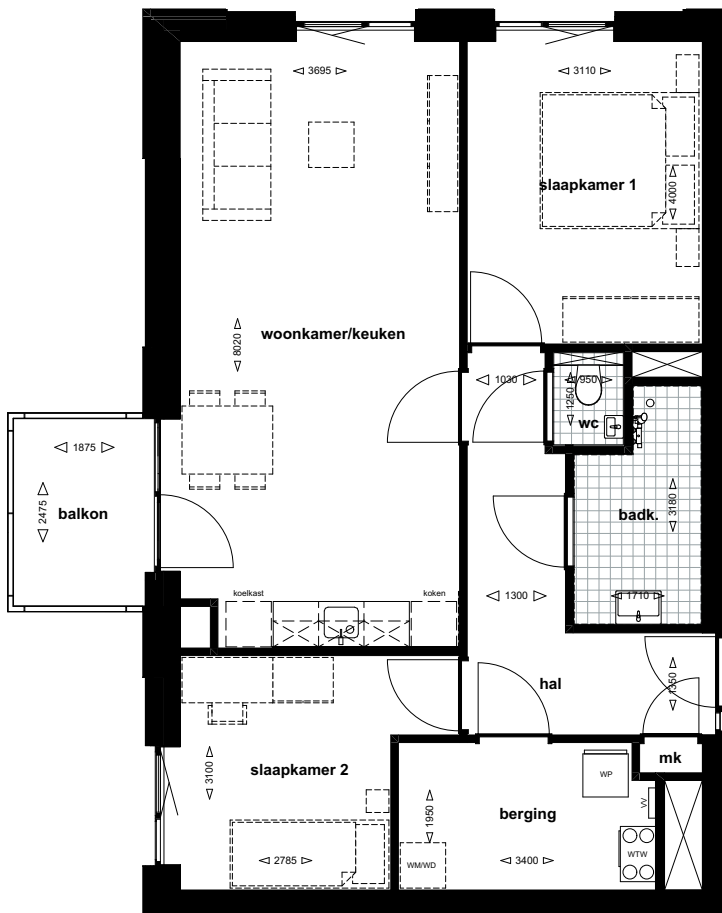 3695
3110
slaapkamer 1
4000
woonkamer/keuken
8020
1030
950
1250
wc
1875
2475
balkon
badk.
3180
koelkast
koken
1300
1710
hal
1350
slaapkamer 2
3100
mk
WP
berging
VV
1950
WTW
2785
WM/WD
3400